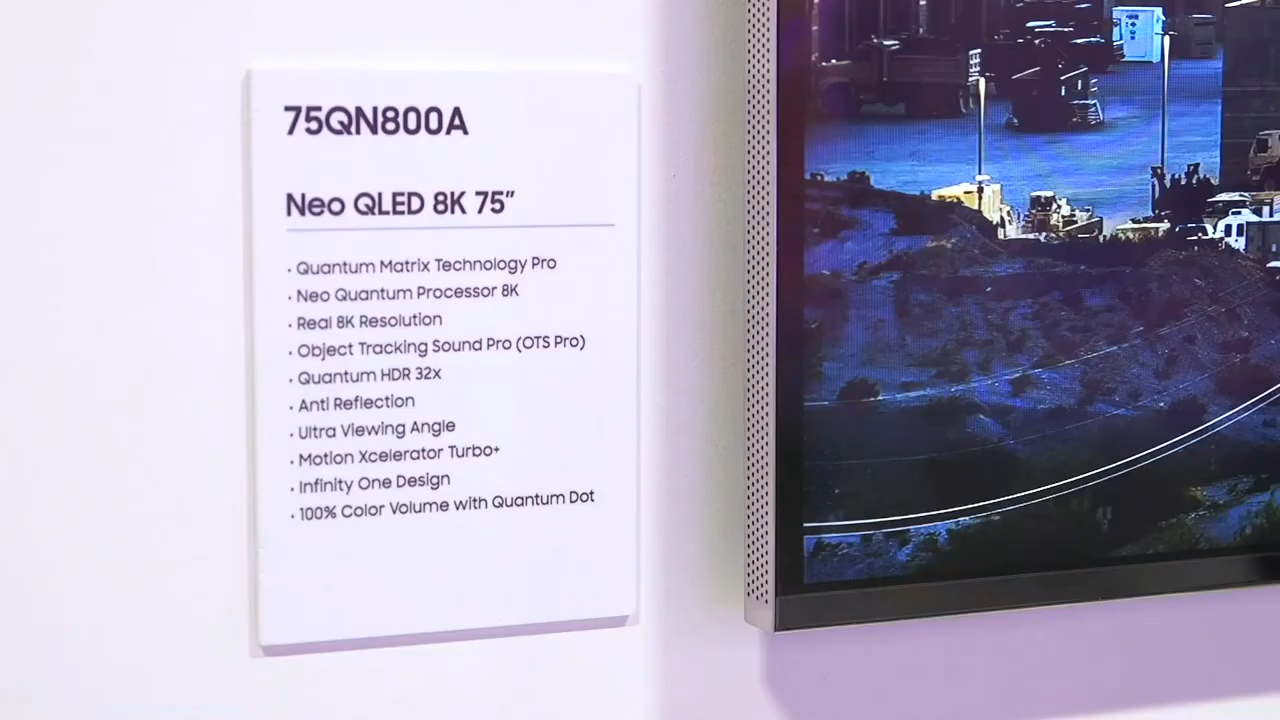 75QN800A
Neo QLED 8K 75”
· Quantum Matrix Technology Pro
· Neo Quantum Processor 8K
· Real 8K Resolution
· Object Tracking Sound Pro (OTS Pro)
· Quantum HDR 32x
· Anti Reflection
· Ultra Viewing Angle
· Motion Xcelerator Turbo+
· Infinity One Design
· 100% Color Volume with Quantum Dot